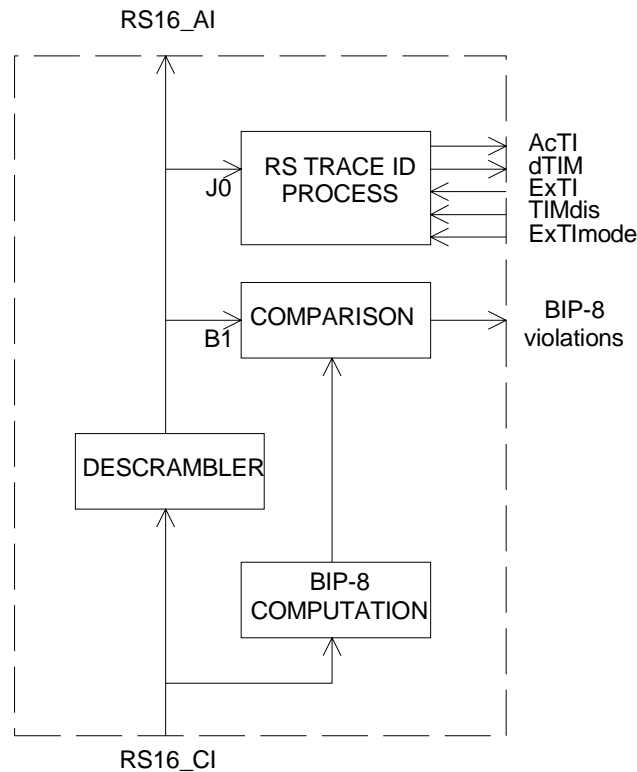 RS16_AI
RS TRACE ID
PROCESS
J0
AcTI
dTIM
ExTI
TIMdis
ExTImode
COMPARISON
B1
BIP-8
violations
DESCRAMBLER
BIP-8
COMPUTATION
RS16_CI